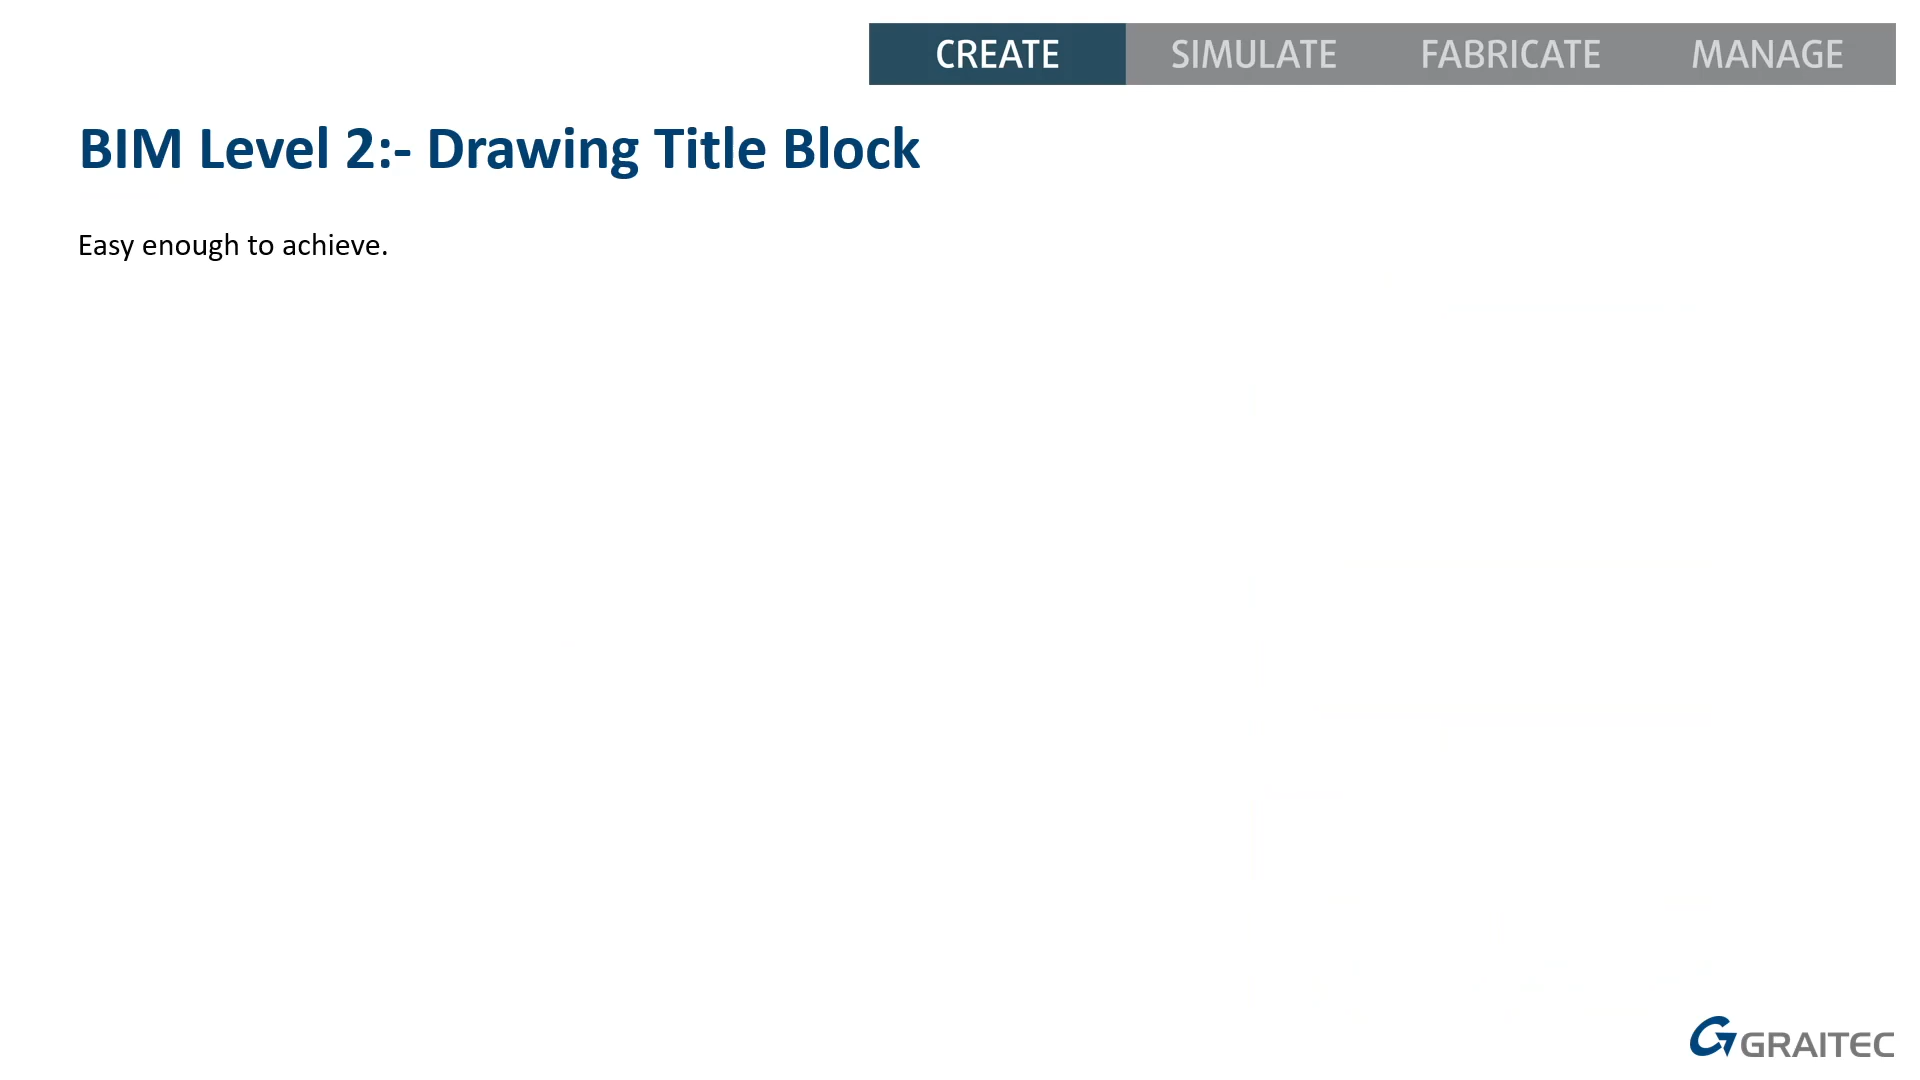 CREATE SIMULATE FABRICATE MANAGE
BIM Level 2:- Drawing Title Block
Easy enough to achieve.
GRAITEC